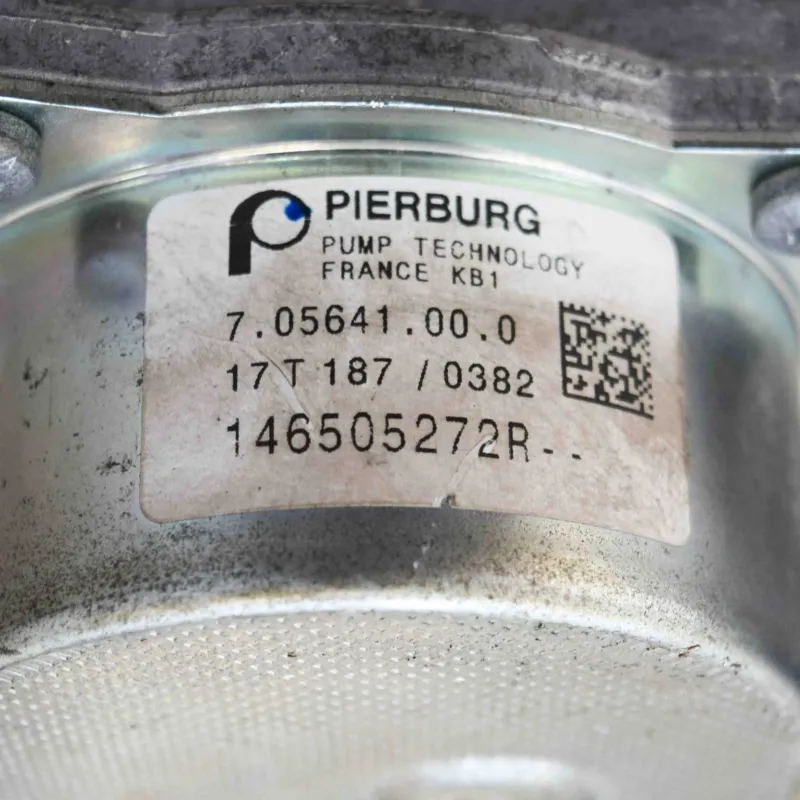 PIERBURG
PUMP TECHNOLOGY
FRANCE KB1
7.05641.00.0
17 T 187 / 0382
146505272R--